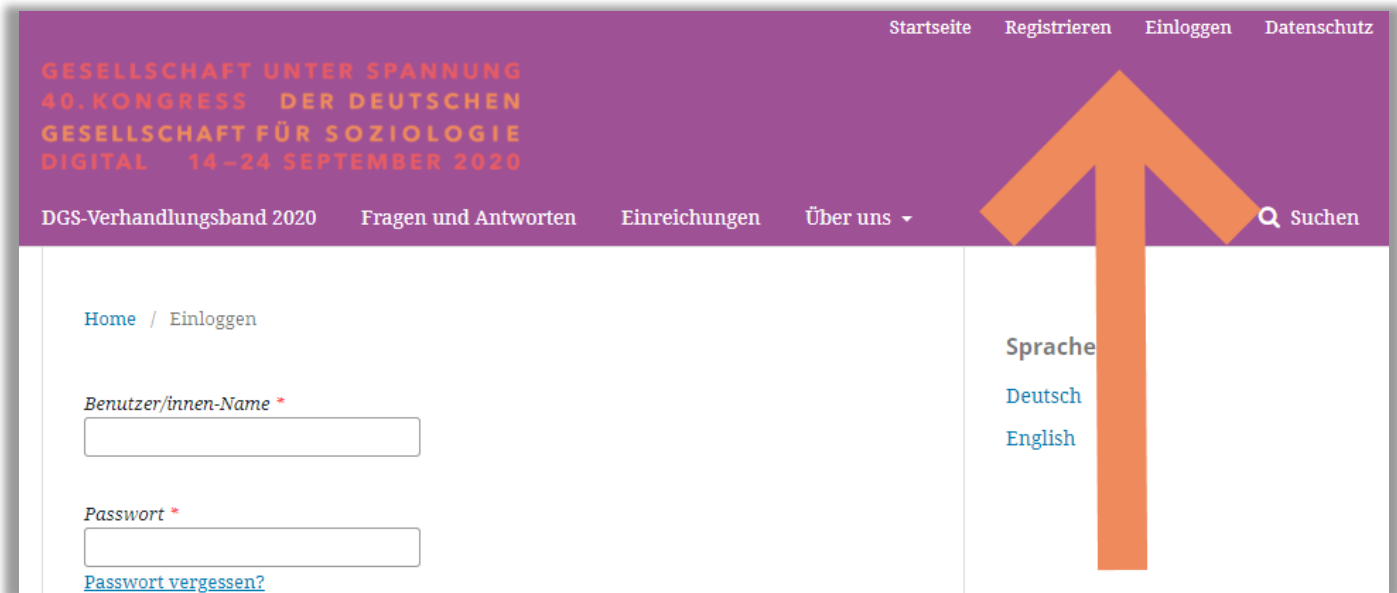 Startseite Registrieren Einloggen Datenschutz
GESELLSCHAFT UNTER SPANNUNG
40. KONGRESS DER DEUTSCHEN
GESELLSCHAFT FÜR SOZIOLOGIE
DIGITAL 14–24 SEPTEMBER 2020
DGS-Verhandlungsband 2020 Fragen und Antworten Einreichungen Über uns Suchen
Home / Einloggen
Benutzer/innen-Name *
Passwort *
Passwort vergessen?
Sprache
Deutsch
English